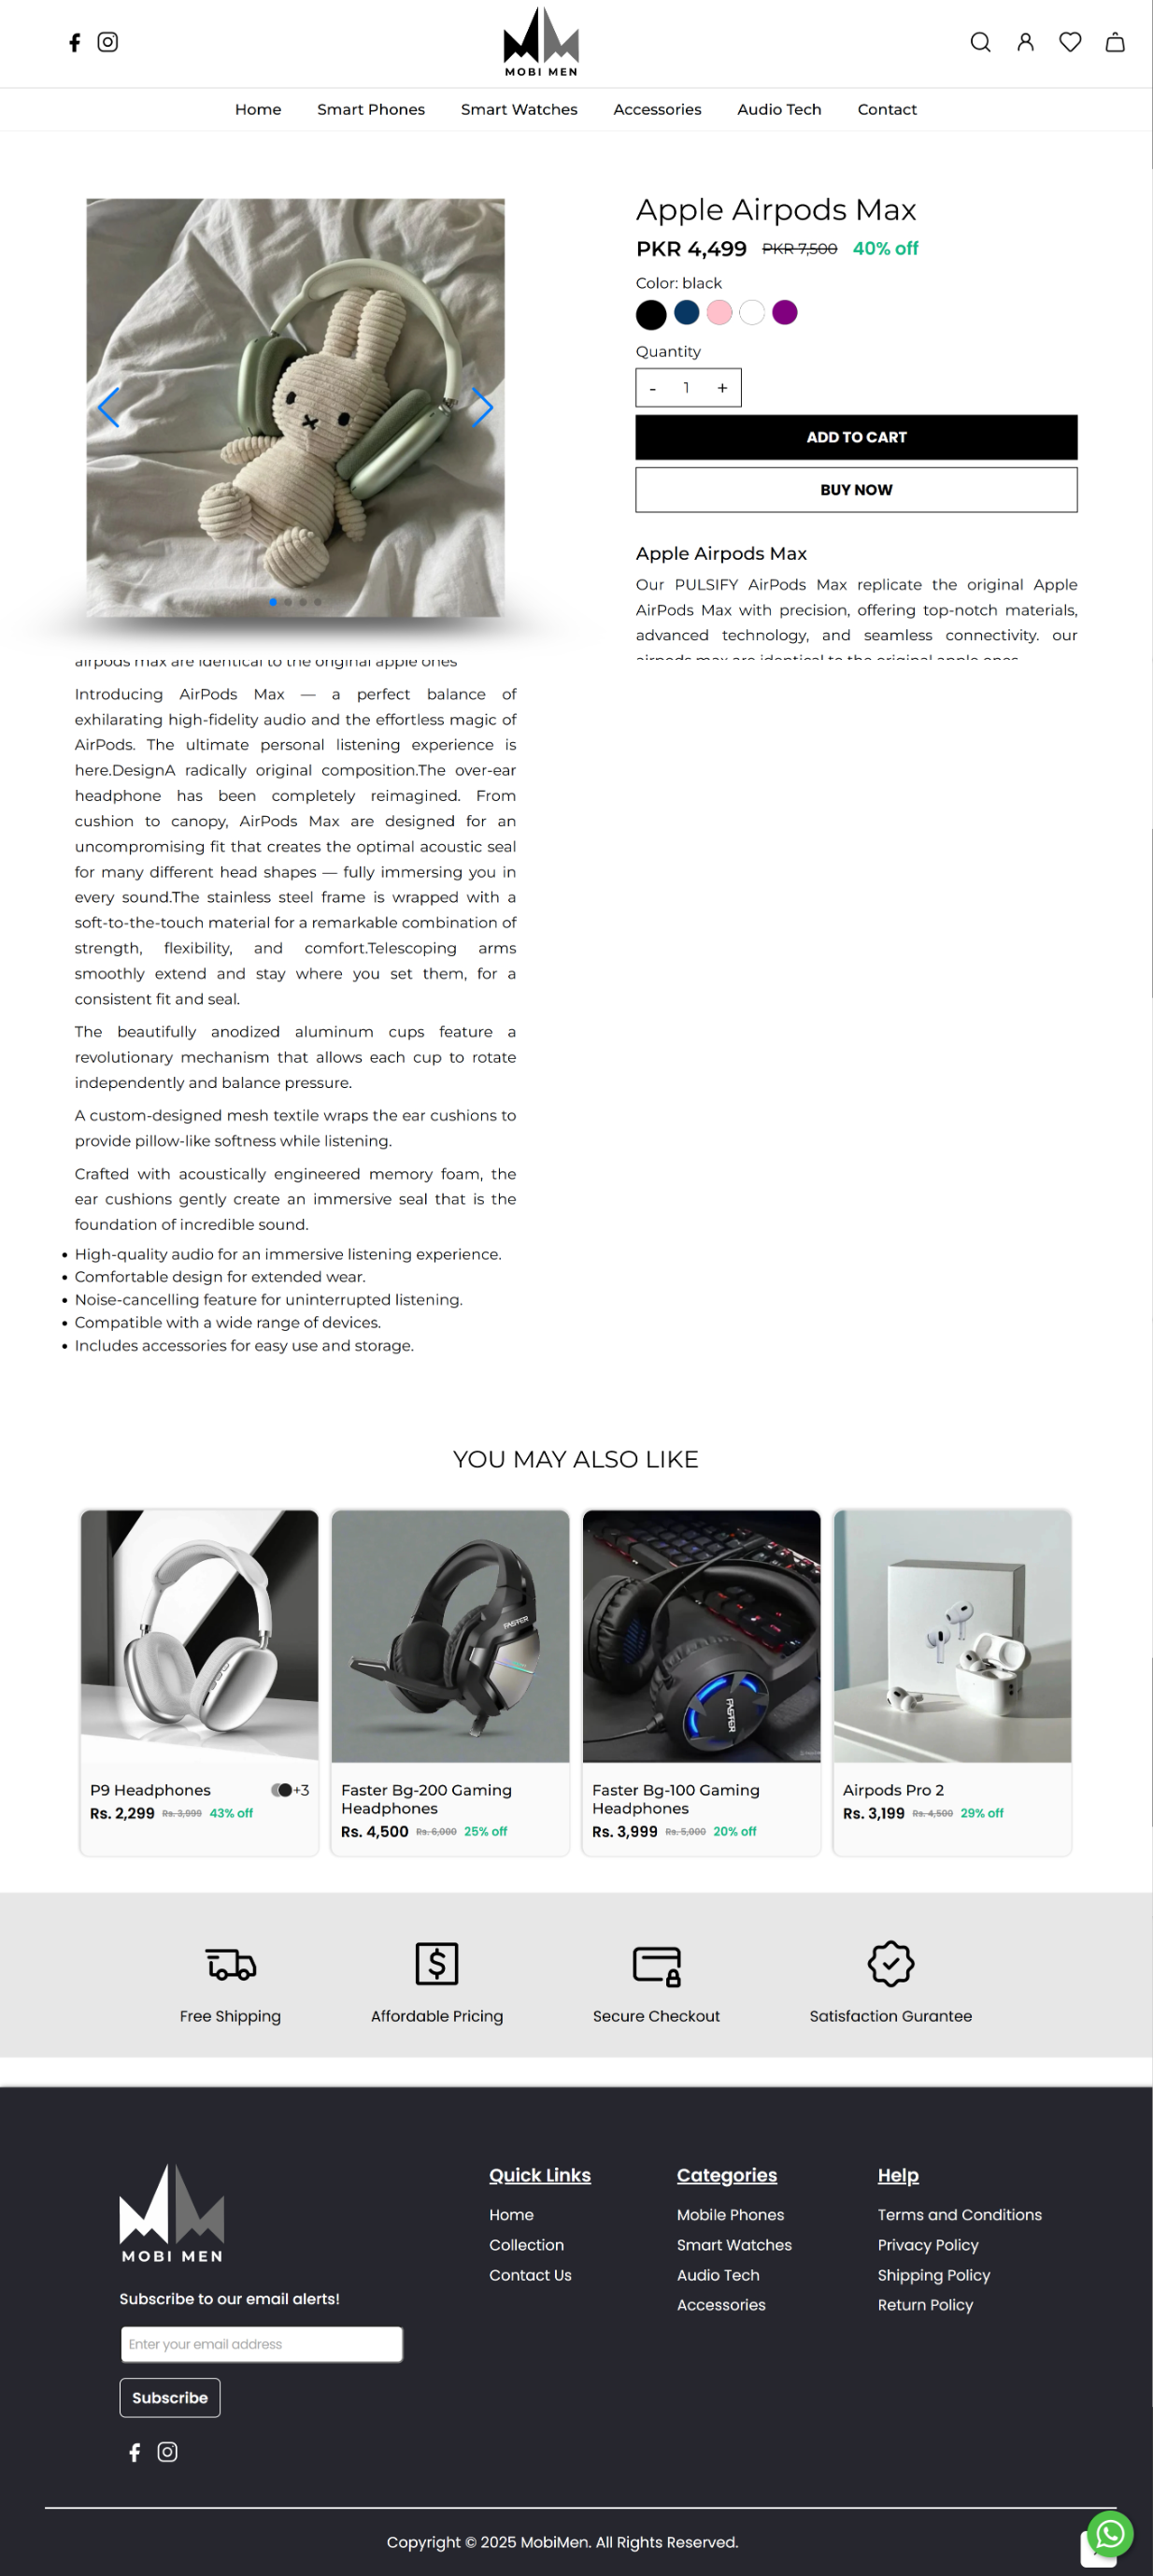 MOBI MEN
Home Smart Phones Smart Watches Accessories Audio Tech Contact
Apple Airpods Max
PKR 4,499 PKR 7,500 40% off
Color: black
Quantity
- 1 +
ADD TO CART
BUY NOW
Apple Airpods Max
Our PULSIFY AirPods Max replicate the original Apple
AirPods Max with precision, offering top-notch materials,
advanced technology, and seamless connectivity. our
airpods max are identical to the original apple ones
airpods max are identical to the original apple ones
Introducing AirPods Max — a perfect balance of
exhilarating high-fidelity audio and the effortless magic of
AirPods. The ultimate personal listening experience is
here.DesignA radically original composition.The over-ear
headphone has been completely reimagined. From
cushion to canopy, AirPods Max are designed for an
uncompromising fit that creates the optimal acoustic seal
for many different head shapes — fully immersing you in
every sound.The stainless steel frame is wrapped with a
soft-to-the-touch material for a remarkable combination of
strength, flexibility, and comfort.Telescoping arms
smoothly extend and stay where you set them, for a
consistent fit and seal.
The beautifully anodized aluminum cups feature a
revolutionary mechanism that allows each cup to rotate
independently and balance pressure.
A custom-designed mesh textile wraps the ear cushions to
provide pillow-like softness while listening.
Crafted with acoustically engineered memory foam, the
ear cushions gently create an immersive seal that is the
foundation of incredible sound.
• High-quality audio for an immersive listening experience.
• Comfortable design for extended wear.
• Noise-cancelling feature for uninterrupted listening.
• Compatible with a wide range of devices.
• Includes accessories for easy use and storage.
YOU MAY ALSO LIKE
FASTER
FASTER
P9 Headphones +3
Rs. 2,299 Rs. 3,999 43% off
Faster Bg-200 Gaming
Headphones
Rs. 4,500 Rs. 6,000 25% off
Faster Bg-100 Gaming
Headphones
Rs. 3,999 Rs. 5,000 20% off
Airpods Pro 2
Rs. 3,199 Rs. 4,500 29% off
Free Shipping Affordable Pricing Secure Checkout Satisfaction Gurantee
MOBI MEN
Subscribe to our email alerts!
Enter your email address
Subscribe
Quick Links
Home
Collection
Contact Us
Categories
Mobile Phones
Smart Watches
Audio Tech
Accessories
Help
Terms and Conditions
Privacy Policy
Shipping Policy
Return Policy
Copyright © 2025 MobiMen. All Rights Reserved.